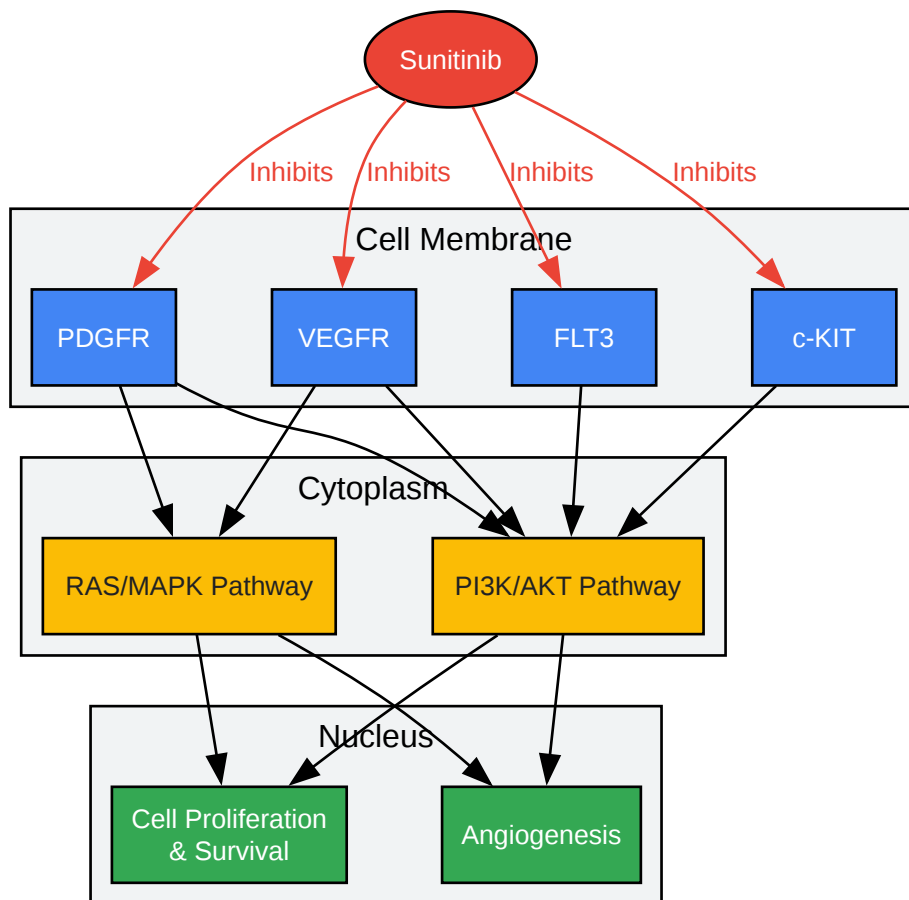 Sunitinib
Inhibits Inhibits Inhibits Inhibits
Cell Membrane
PDGFR VEGFR FLT3 c-KIT
Cytoplasm
RAS/MAPK Pathway PI3K/AKT Pathway
Nucleus
Cell Proliferation
& Survival
Angiogenesis